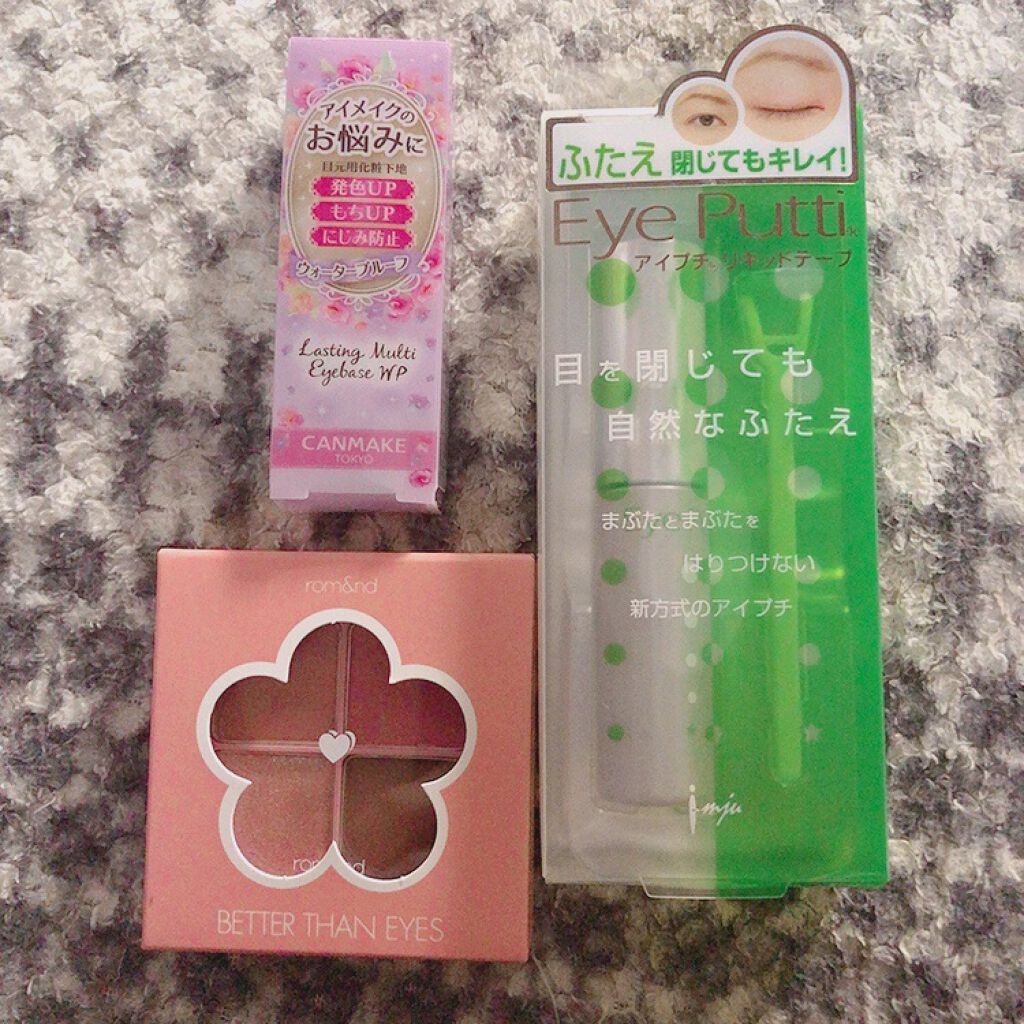 アイメイクの
お悩みに
目元用化粧下地
発色UP
もちUP
にじみ防止
ウォータープルーフ
Lasting Multi
Eyebase WP
CANMAKE
TOKYO
ふたえ 閉じてもキレイ!
Eye Putti
アイプチ® リキッドテープ
目を閉じても
自然なふたえ
まぶたとまぶたを
はりつけない
新方式のアイプチ
imju
rom&nd
rom&nd
BETTER THAN EYES